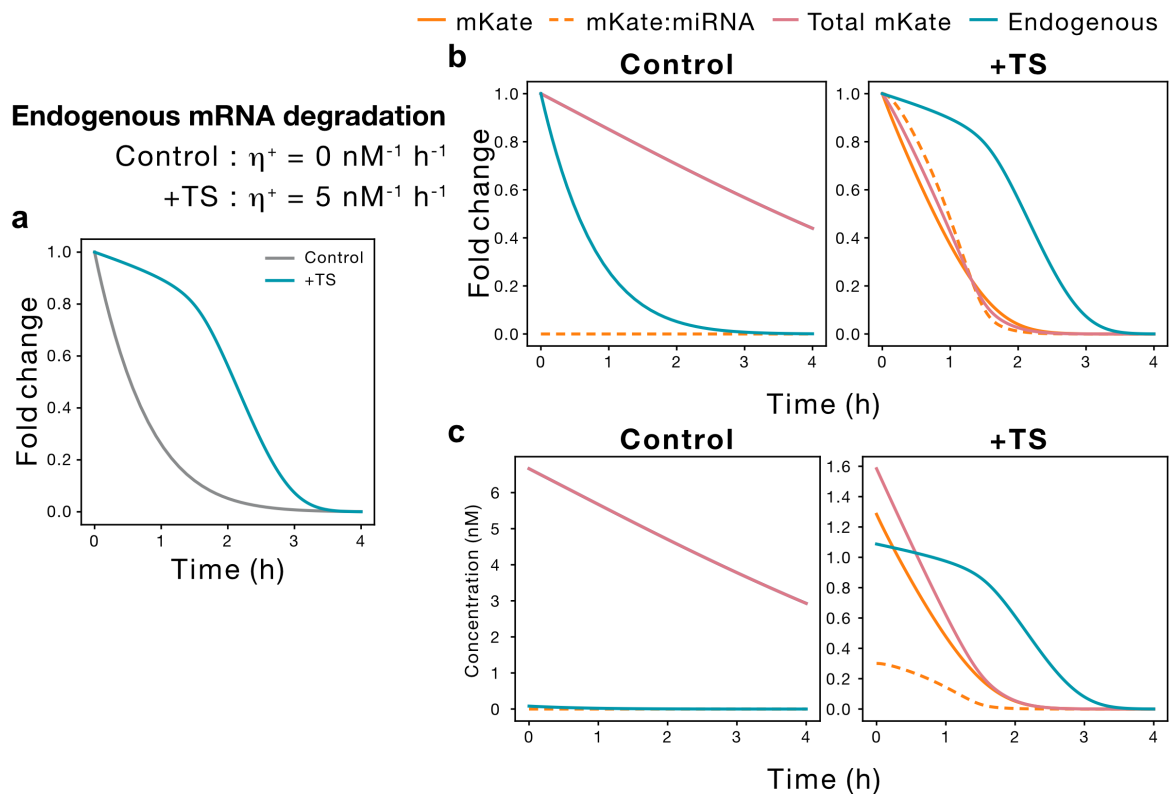 mKate mKate:miRNA Total mKate Endogenous
b
Control +TS
Endogenous mRNA degradation
Control : η⁺ = 0 nM⁻¹ h⁻¹
+TS : η⁺ = 5 nM⁻¹ h⁻¹
a
Fold change
1.0
0.8
0.6
0.4
0.2
0.0
0 1 2 3 4
Time (h)
Control
+TS
Fold change
1.0
0.8
0.6
0.4
0.2
0.0
0 1 2 3 4
1.0
0.8
0.6
0.4
0.2
0.0
0 1 2 3 4
Time (h)
c
Control +TS
Concentration (nM)
6
5
4
3
2
1
0
0 1 2 3 4
1.6
1.4
1.2
1.0
0.8
0.6
0.4
0.2
0.0
0 1 2 3 4
Time (h)